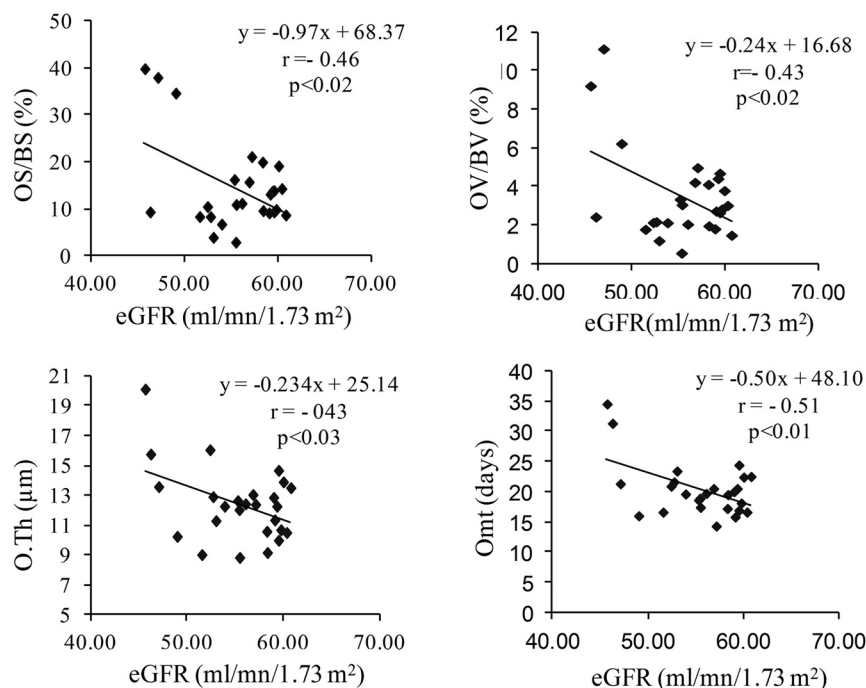 y = -0.97x + 68.37
r =- 0.46
p<0.02
50
40
30
20
10
0
OS/BS (%)
40.00 50.00 60.00 70.00
eGFR (ml/mn/1.73 m²)
y = -0.24x + 16.68
r=- 0.43
p<0.02
12
10
8
6
4
2
0
OV/BV (%)
40.00 50.00 60.00 70.00
eGFR(ml/mn/1.73 m²)
y = -0.234x + 25.14
r = - 043
p<0.03
21
19
17
15
13
11
9
7
5
O.Th (μm)
40.00 50.00 60.00 70.00
eGFR (ml/mn/1.73 m²)
y = -0.50x + 48.10
r = - 0.51
p<0.01
40
35
30
25
20
15
10
5
0
Omt (days)
40.00 50.00 60.00 70.00
eGFR (ml/mn/1.73 m²)